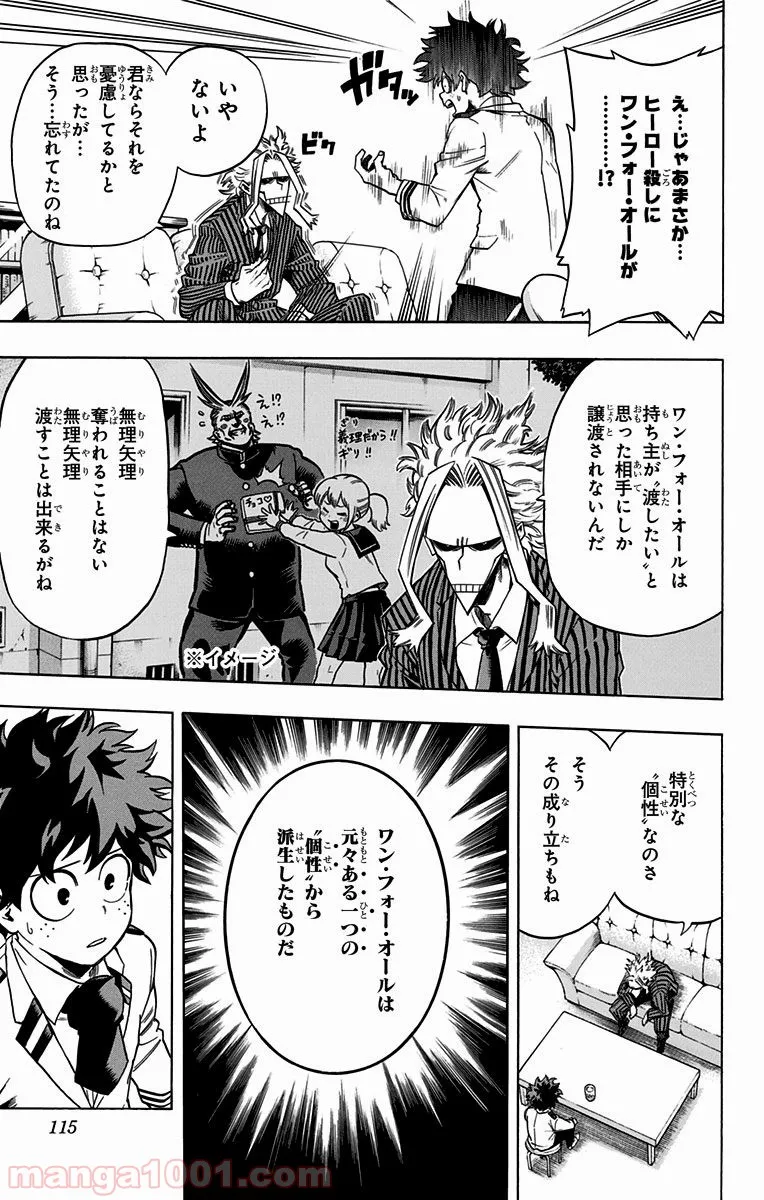 え…じゃあまさか…
ヒーロー殺しに
ワン・フォー・オールが
…………!?
ガタッ
ビク
いや
ないよ
君ならそれを
憂慮してるかと
思ったが…
そう…忘れてたのね
ワン・フォー・オールは
持ち主が〝渡したい〟と
思った相手にしか
譲渡されないんだ
ぎり
義理だから!!
ギリ!!
え!?
え!?
チョコ♡
※イメージ
無理矢理
奪われることはない
無理矢理
渡すことは出来るがね
特別な
〝個性〟なのさ
そう
その成り立ちもね
ワン・フォー・オールは
元々ある一つの
〝個性〟から
派生したものだ
115
manga1001.com